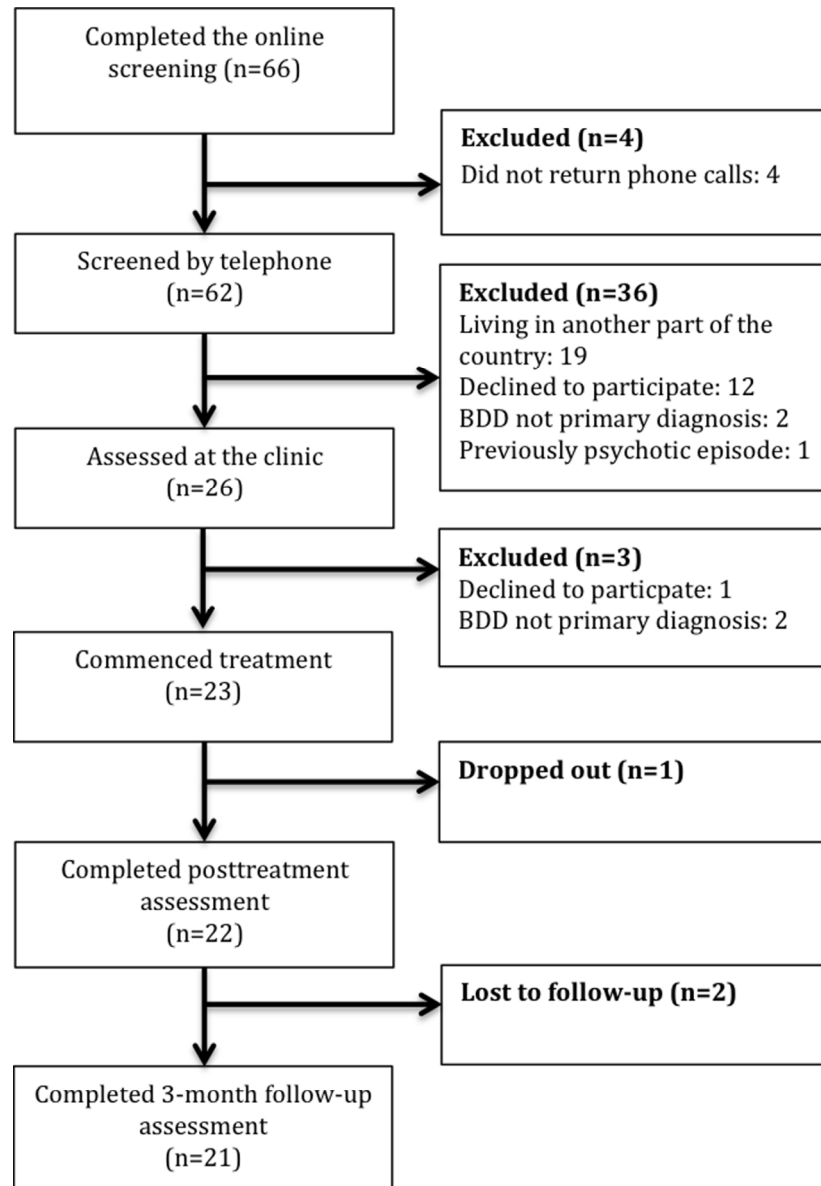 Completed the online
screening (n=66)
Excluded (n=4)
Did not return phone calls: 4
Screened by telephone
(n=62)
Excluded (n=36)
Living in another part of the
country: 19
Declined to participate: 12
BDD not primary diagnosis: 2
Previously psychotic episode: 1
Assessed at the clinic
(n=26)
Excluded (n=3)
Declined to particpate: 1
BDD not primary diagnosis: 2
Commenced treatment
(n=23)
Dropped out (n=1)
Completed posttreatment
assessment
(n=22)
Lost to follow-up (n=2)
Completed 3-month follow-up
assessment
(n=21)